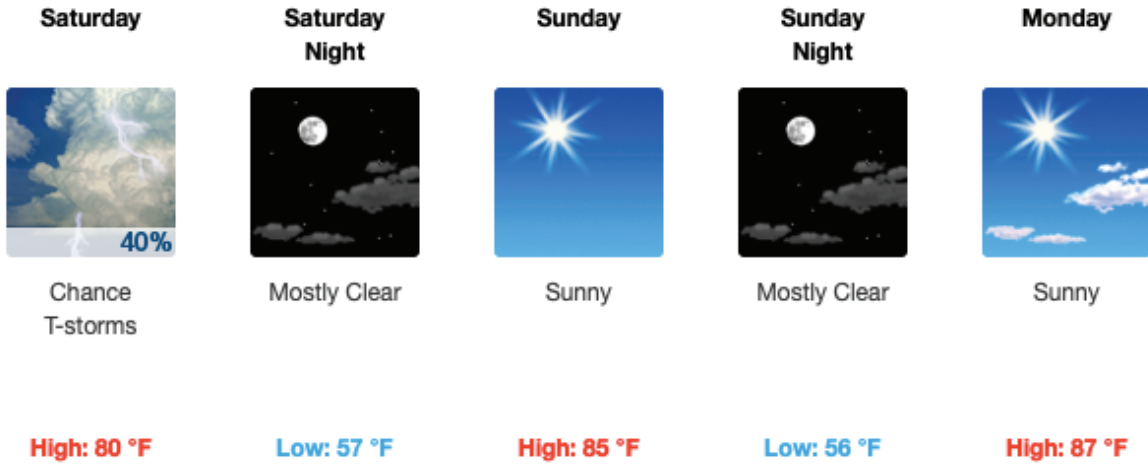 Saturday
Saturday
Night
Sunday
Sunday
Night
Monday
40%
Chance
T-storms
Mostly Clear
Sunny
Mostly Clear
Sunny
High: 80 °F
Low: 57 °F
High: 85 °F
Low: 56 °F
High: 87 °F